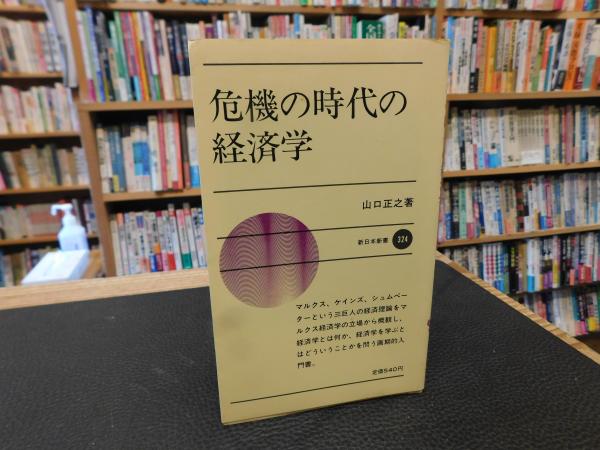 危機の時代の
経済学
山口正之著
新日本新書 324
マルクス、ケインズ、シュムペー
ターという三巨人の経済理論をマ
ルクス経済学の立場から概観し、
経済学とは何か、経済学を学ぶと
はどういうことかを問う画期的入
門書。
定価540円